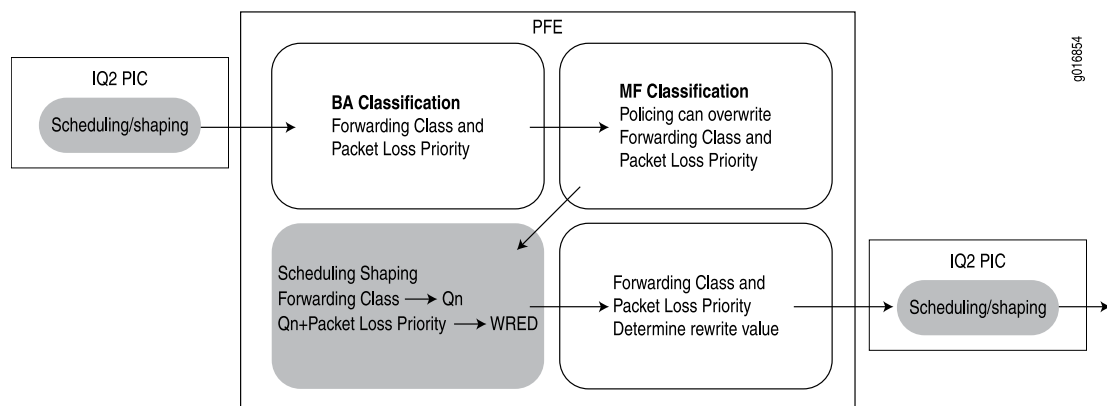 PFE
g016854
IQ2 PIC
Scheduling/shaping
BA Classification
Forwarding Class and
Packet Loss Priority
MF Classification
Policing can overwrite
Forwarding Class and
Packet Loss Priority
Scheduling Shaping
Forwarding Class → Qn
Qn+Packet Loss Priority → WRED
Forwarding Class and
Packet Loss Priority
Determine rewrite value
IQ2 PIC
Scheduling/shaping